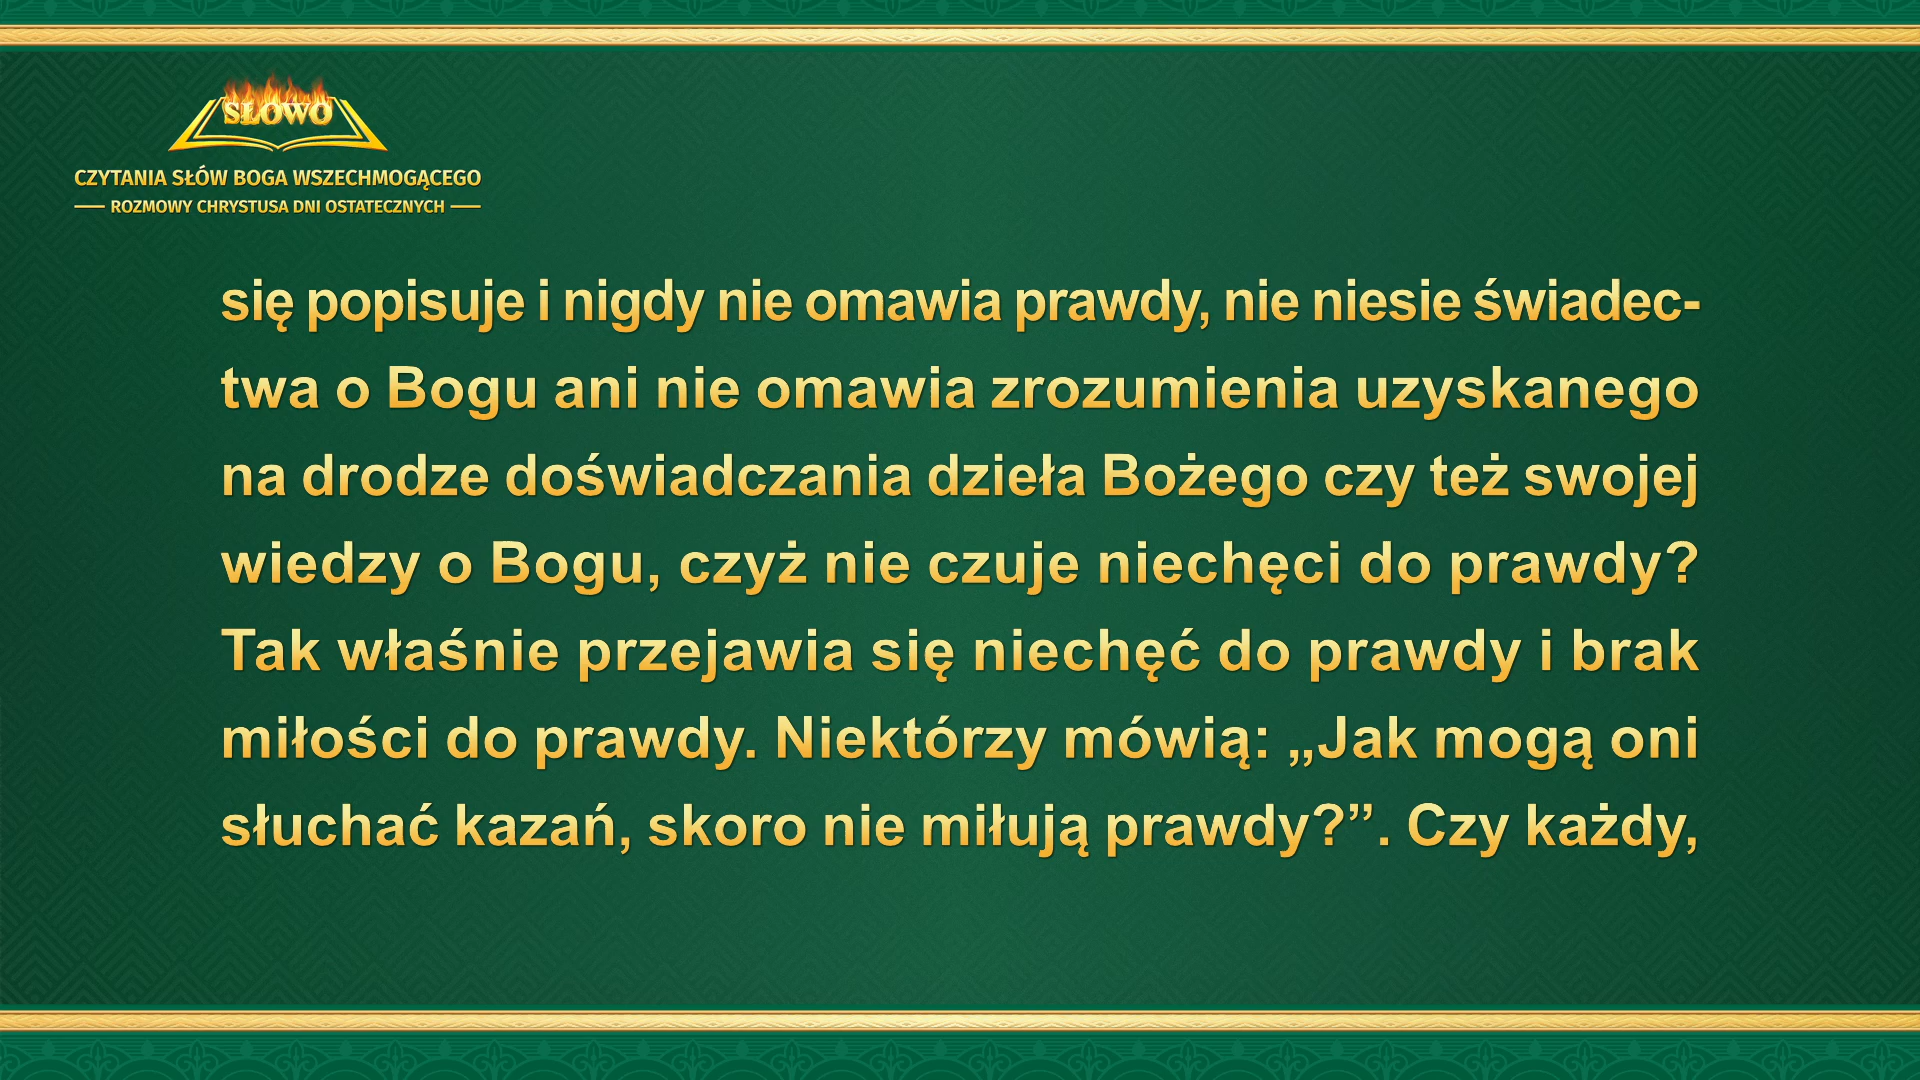 SŁOWO
CZYTANIA SŁÓW BOGA WSZECHMOGĄCEGO
ROZMOWY CHRYSTUSA DNI OSTATECZNYCH
się popisuje i nigdy nie omawia prawdy, nie niesie świadec-
twa o Bogu ani nie omawia zrozumienia uzyskanego
na drodze doświadczania dzieła Bożego czy też swojej
wiedzy o Bogu, czyż nie czuje niechęci do prawdy?
Tak właśnie przejawia się niechęć do prawdy i brak
miłości do prawdy. Niektórzy mówią: „Jak mogą oni
słuchać kazań, skoro nie miłują prawdy?”. Czy każdy,